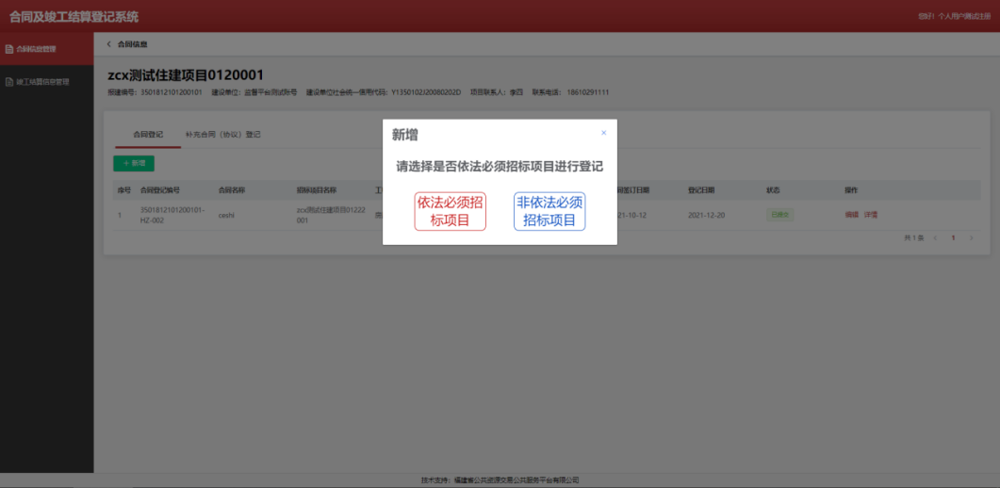 合同及竣工结算登记系统
您好！个人用户测试注册
合同信息管理
竣工结算信息管理
合同信息
zcx测试住建项目0120001
报建编号：3501812101200101 建设单位：监督平台测试账号 建设单位社会统一信用代码：Y1350102J20080202D 项目联系人：李四 联系电话：18610291111
合同登记 补充合同（协议）登记
+ 新增
序号 合同登记编号 合同名称 招标项目名称 签订日期 登记日期 状态 操作
1 3501812101200101-HZ-002 ceshi zcx测试住建项目01222001 21-10-12 2021-12-20 编辑 详情
共 1 条 < 1 >
新增 ×
请选择是否依法必须招标项目进行登记
依法必须招
标项目
非依法必须
招标项目
技术支持：福建省公共资源交易公共服务平台有限公司